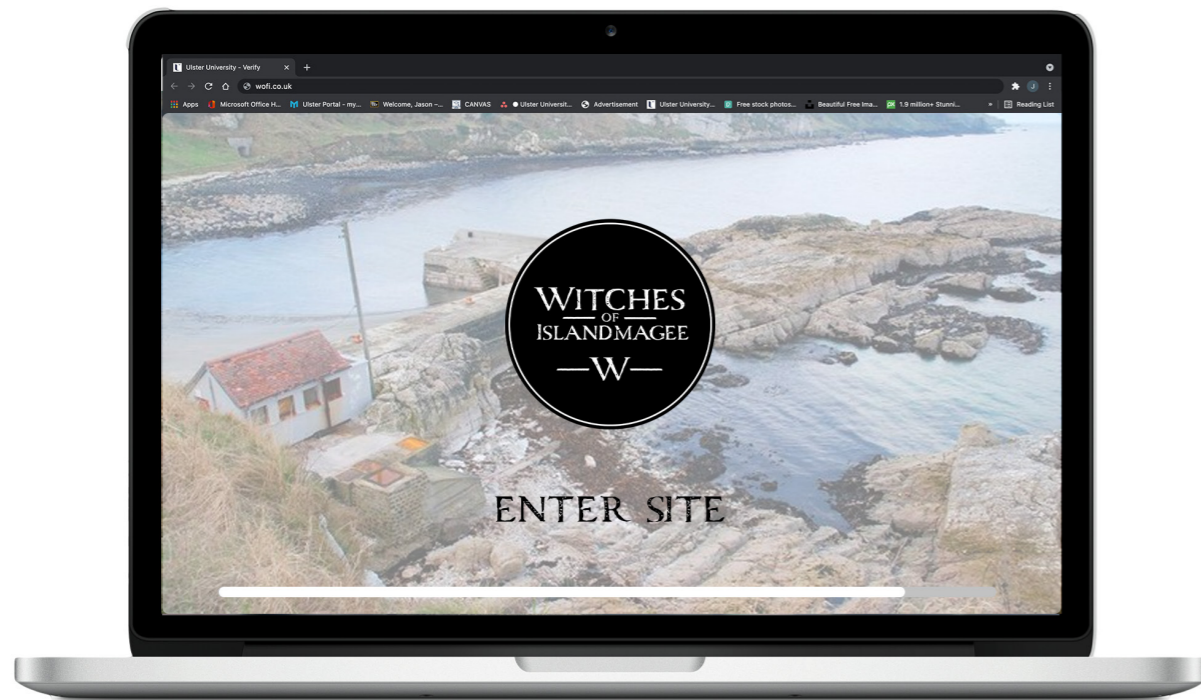 Ulster University - Verify
wofi.co.uk
Apps Microsoft Office H... Ulster Portal - my... Welcome, Jason -... CANVAS Ulster Universit... Advertisement Ulster University... Free stock photos... Beautiful Free Ima... 1.9 million+ Stunni... » Reading List
WITCHES
OF
ISLANDMAGEE
W
ENTER SITE